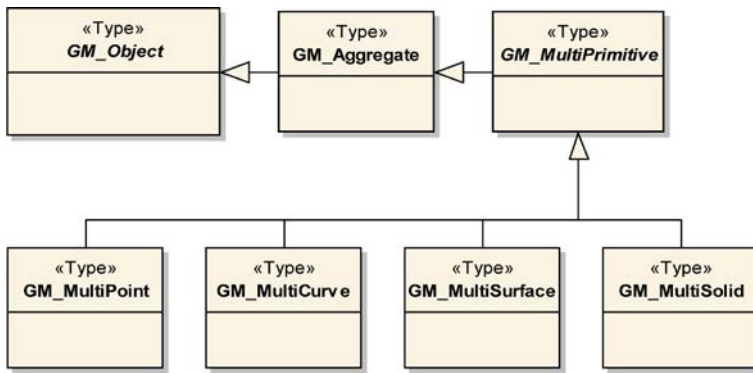 «Type»
GM_Object
«Type»
GM_Aggregate
«Type»
GM_MultiPrimitive
«Type»
GM_MultiPoint
«Type»
GM_MultiCurve
«Type»
GM_MultiSurface
«Type»
GM_MultiSolid